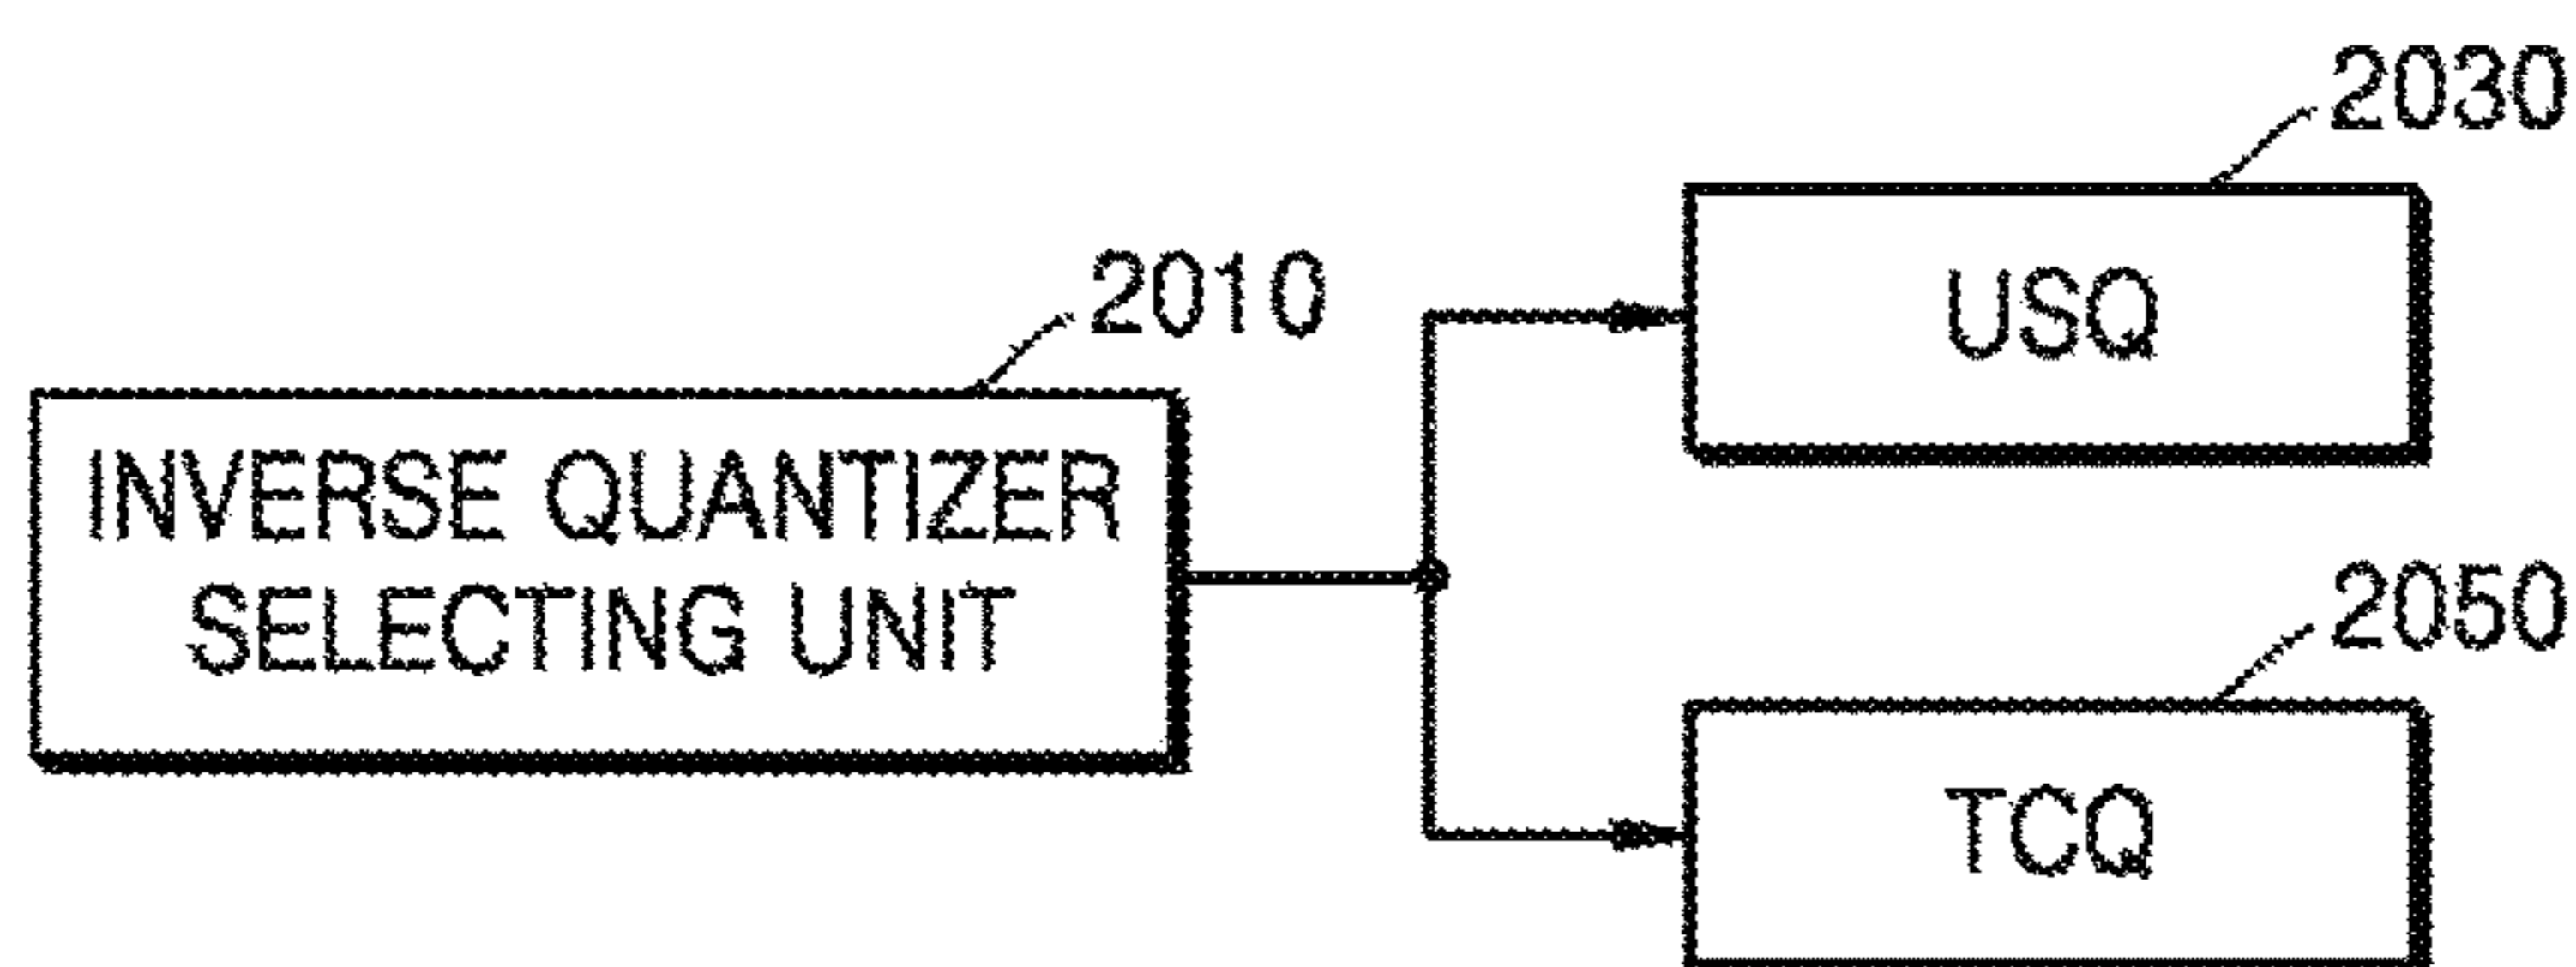 2030
2010
USQ
INVERSE QUANTIZER
SELECTING UNIT
2050
TCQ